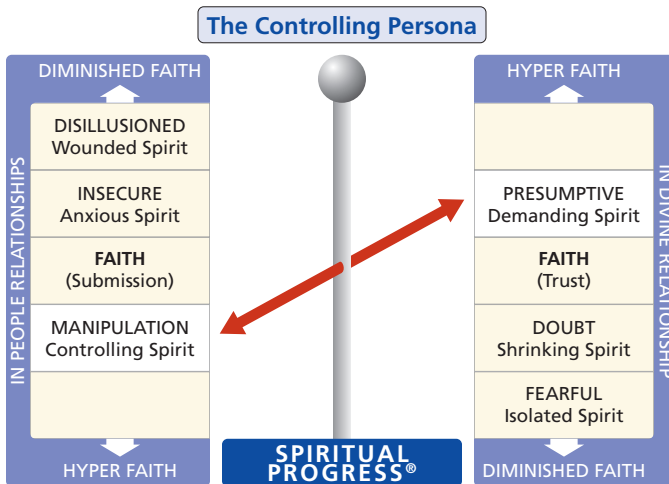 The Controlling Persona
DIMINISHED FAITH
IN PEOPLE RELATIONSHIPS
DISILLUSIONED
Wounded Spirit
INSECURE
Anxious Spirit
FAITH
(Submission)
MANIPULATION
Controlling Spirit
HYPER FAITH
SPIRITUAL
PROGRESS®
HYPER FAITH
PRESUMPTIVE
Demanding Spirit
FAITH
(Trust)
DOUBT
Shrinking Spirit
FEARFUL
Isolated Spirit
IN DIVINE RELATIONSHIP
DIMINISHED FAITH